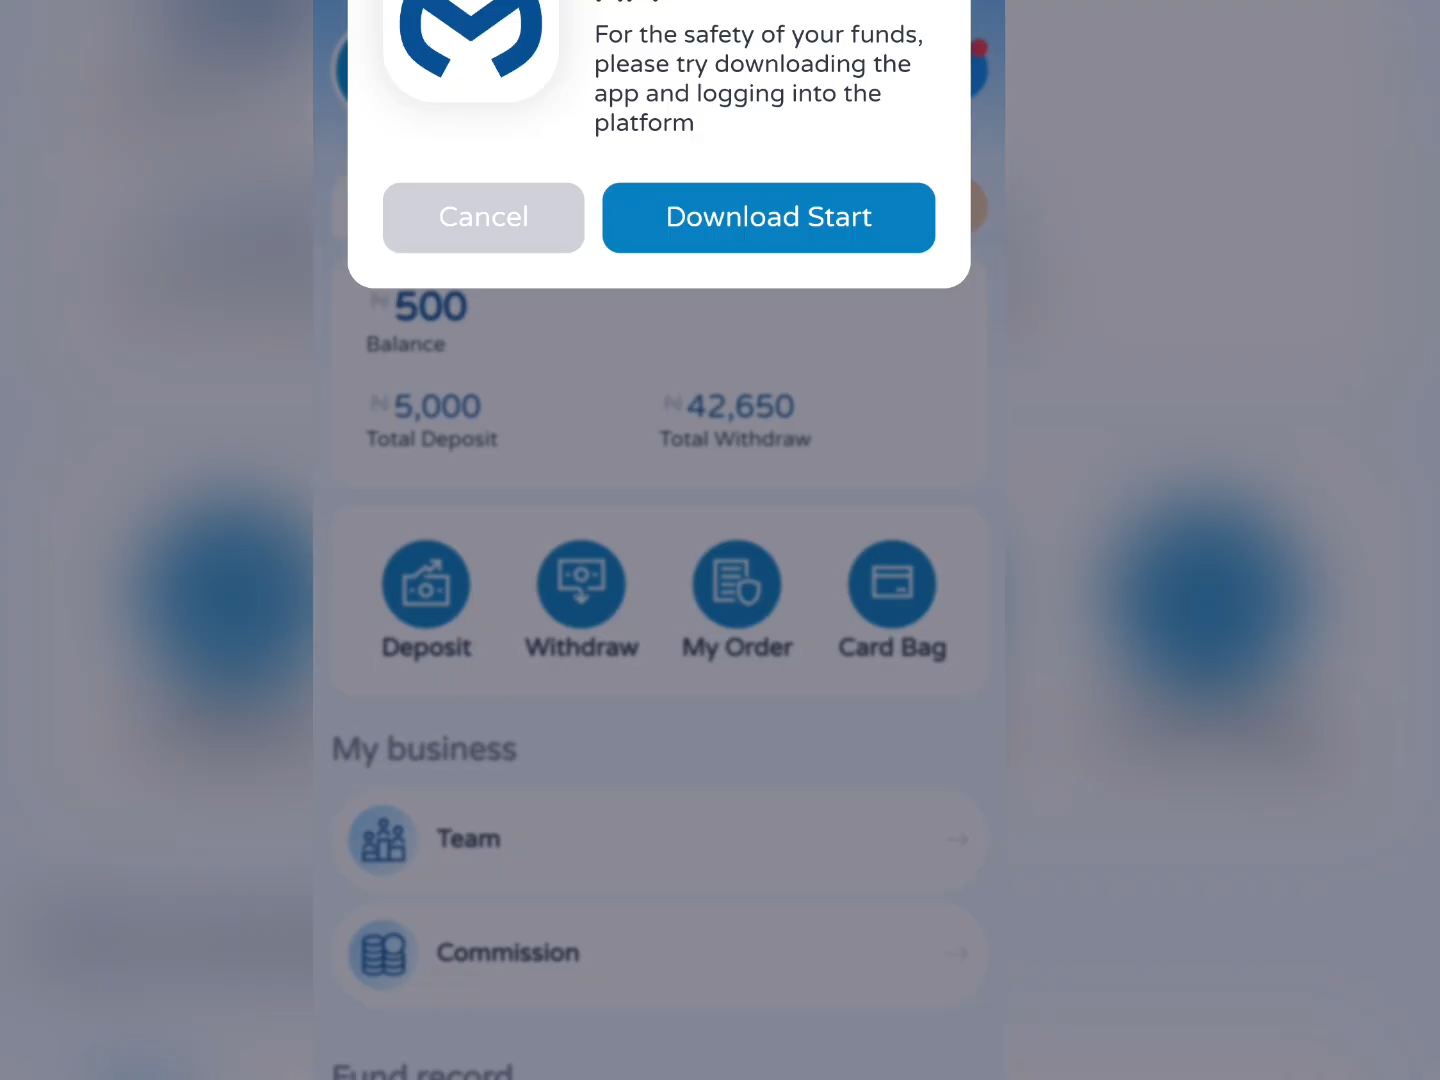 For the safety of your funds,
please try downloading the
app and logging into the
platform
Cancel
Download Start
₦500
Balance
₦5,000
₦42,650
Total Deposit
Total Withdraw
Deposit
Withdraw
My Order
Card Bag
My business
Team
Commission
Fund record